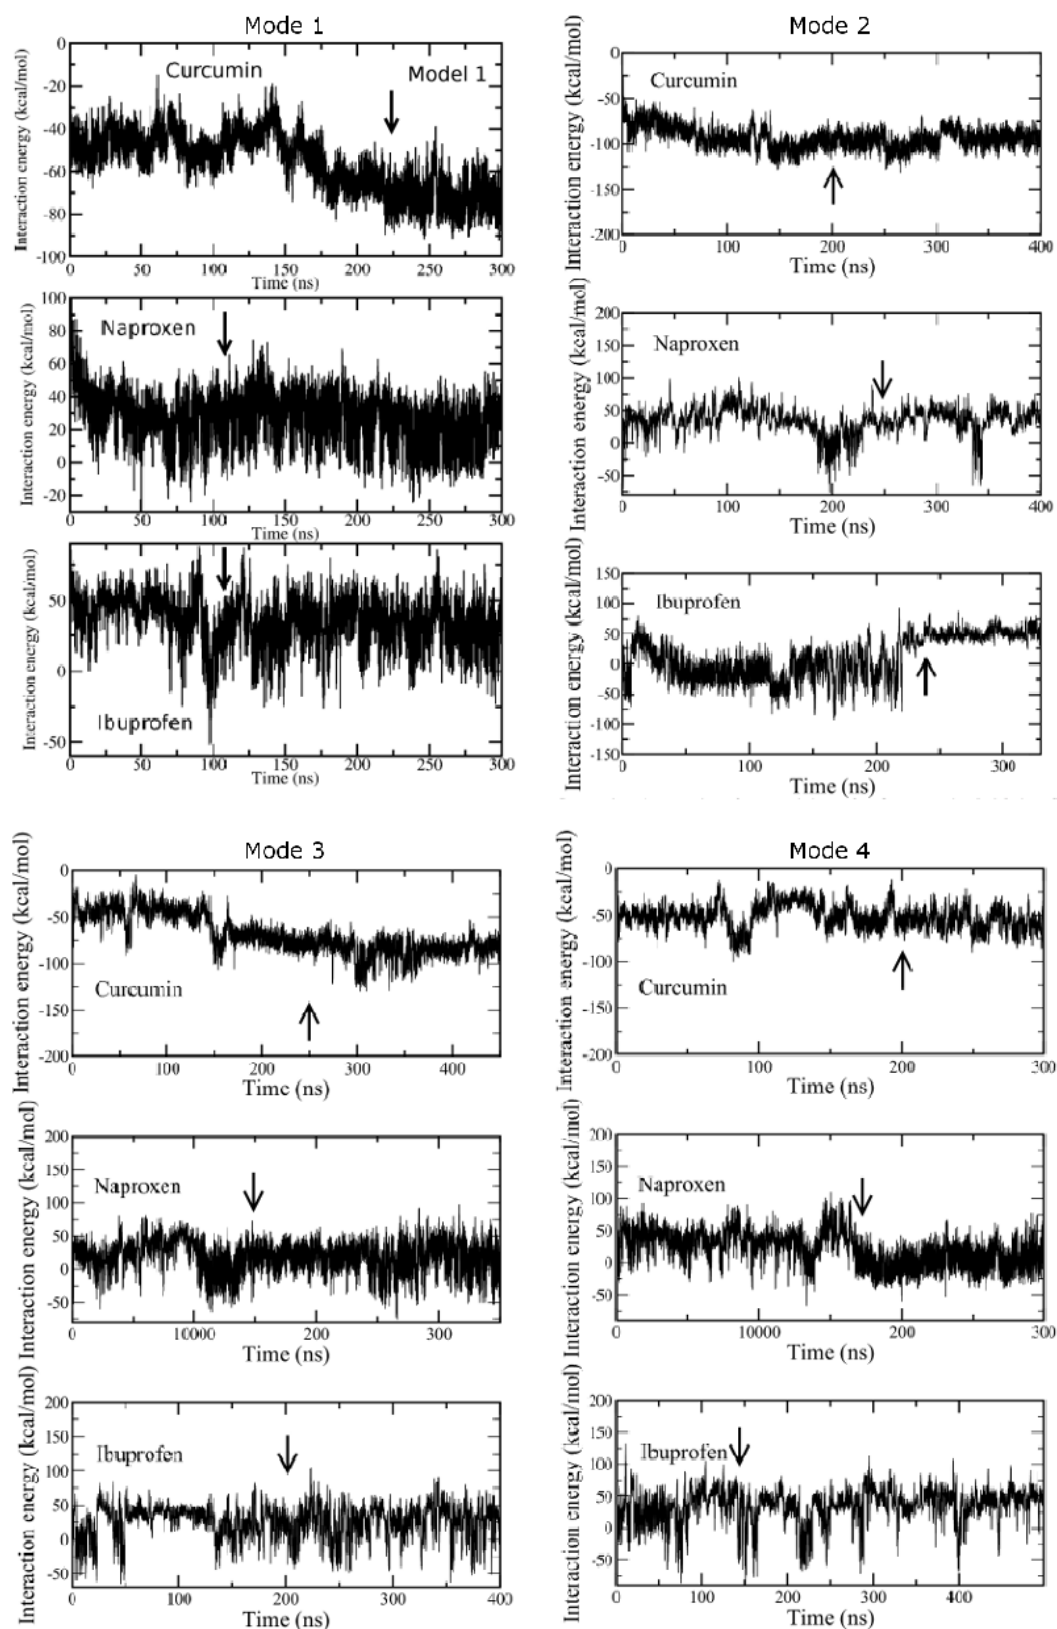 Mode 1
Interaction energy (kcal/mol)
0
-20
-40
-60
-80
-100
Curcumin
Model 1
0 50 100 150 200 250 300
Time (ns)
Interaction energy (kcal/mol)
100
80
60
40
20
0
-20
Naproxen
0 50 100 150 200 250 300
Time (ns)
Interaction energy (kcal/mol)
50
0
-50
Ibuprofen
0 50 100 150 200 250 300
Time (ns)
Mode 2
Interaction energy (kcal/mol)
0
-50
-100
-150
-200
Curcumin
0 100 200 300 400
Time (ns)
Interaction energy (kcal/mol)
200
150
100
50
0
-50
Naproxen
0 100 200 300 400
Time (ns)
Interaction energy (kcal/mol)
150
100
50
0
-50
-100
-150
Ibuprofen
0 100 200 300
Time (ns)
Mode 3
Interaction energy (kcal/mol)
0
-50
-100
-150
-200
Curcumin
0 100 200 300 400
Time (ns)
Interaction energy (kcal/mol)
200
150
100
50
0
-50
Naproxen
0 10000 200 300
Time (ns)
Interaction energy (kcal/mol)
200
150
100
50
0
-50
Ibuprofen
0 100 200 300 400
Time (ns)
Mode 4
Interaction energy (kcal/mol)
0
-50
-100
-150
-200
Curcumin
0 100 200 300
Time (ns)
Interaction energy (kcal/mol)
200
150
100
50
0
-50
Naproxen
0 10000 200 300
Time (ns)
Interaction energy (kcal/mol)
200
150
100
50
0
-50
Ibuprofen
0 100 200 300 400
Time (ns)